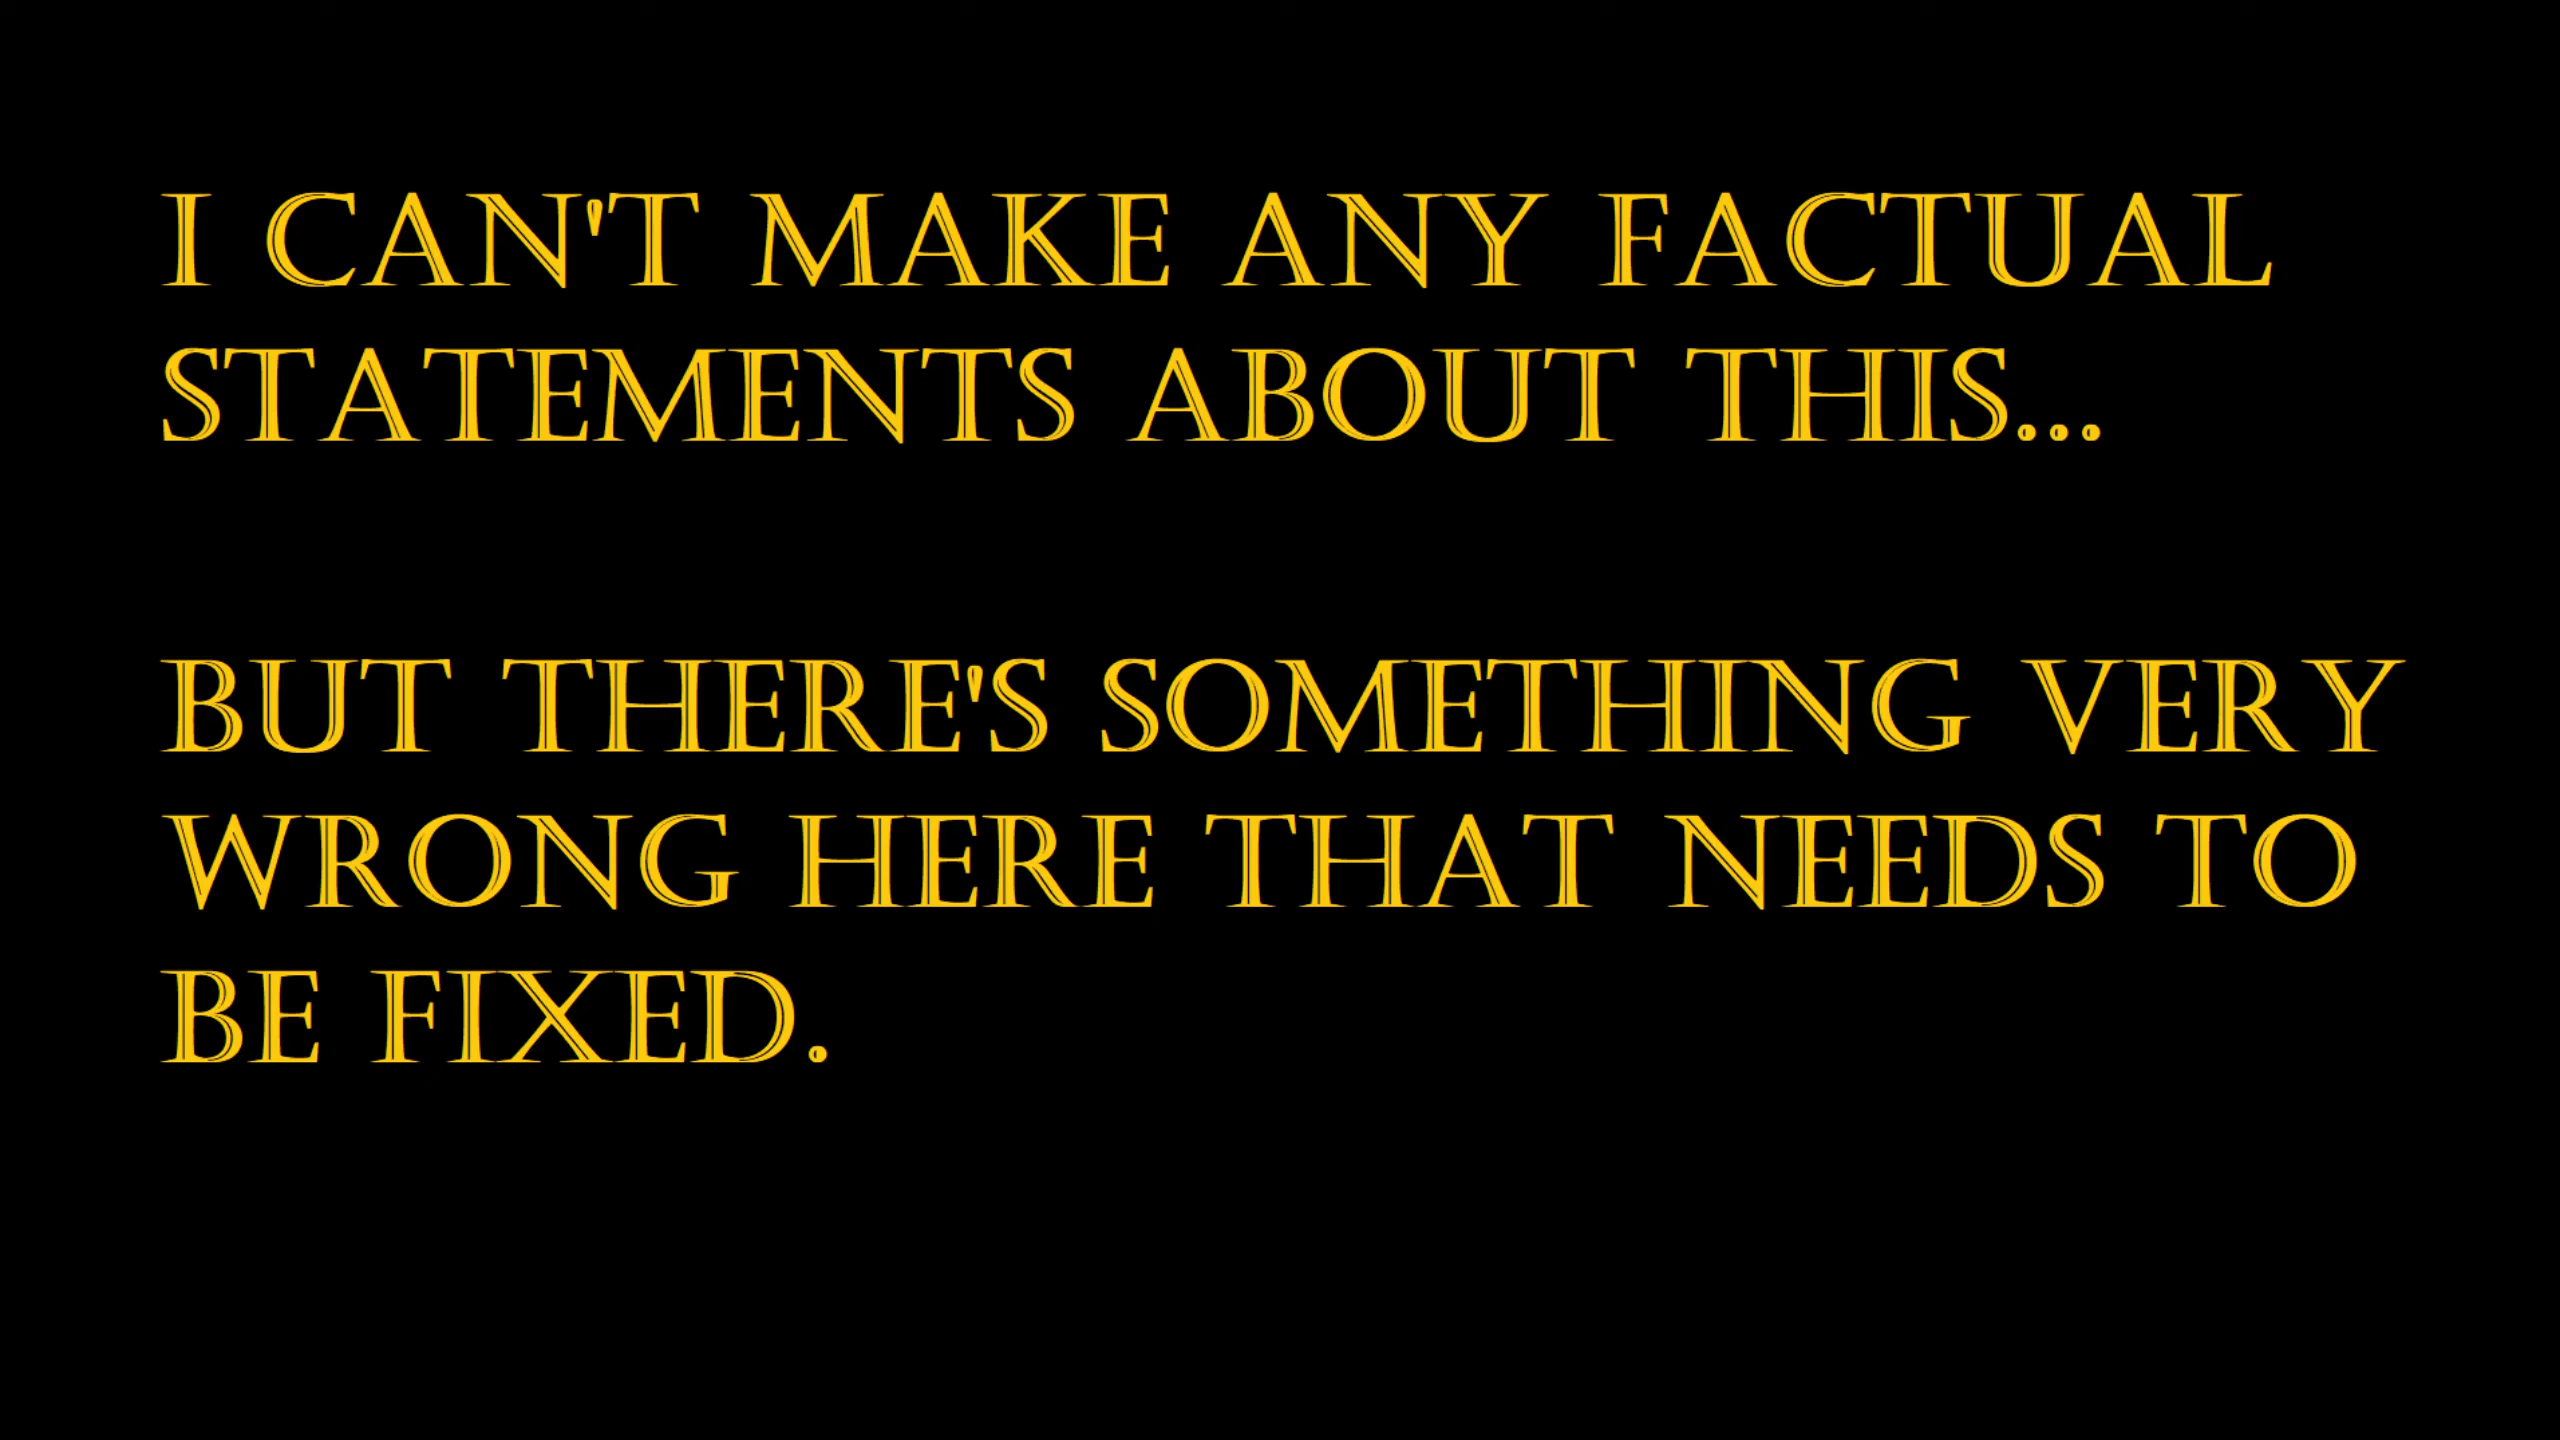 I CAN'T MAKE ANY FACTUAL
STATEMENTS ABOUT THIS...
BUT THERE'S SOMETHING VERY
WRONG HERE THAT NEEDS TO
BE FIXED.